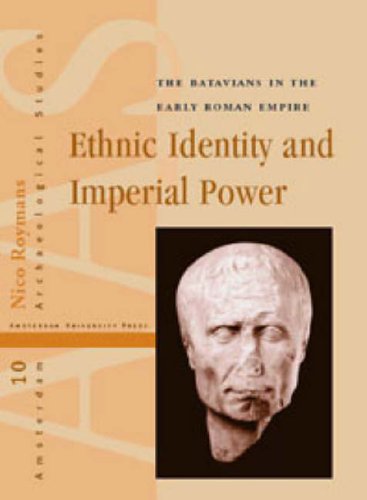 THE BATAVIANS IN THE
EARLY ROMAN EMPIRE
Ethnic Identity and
Imperial Power
Nico Roymans
Amsterdam Archaeological Studies 10
AMSTERDAM UNIVERSITY PRESS
AAS